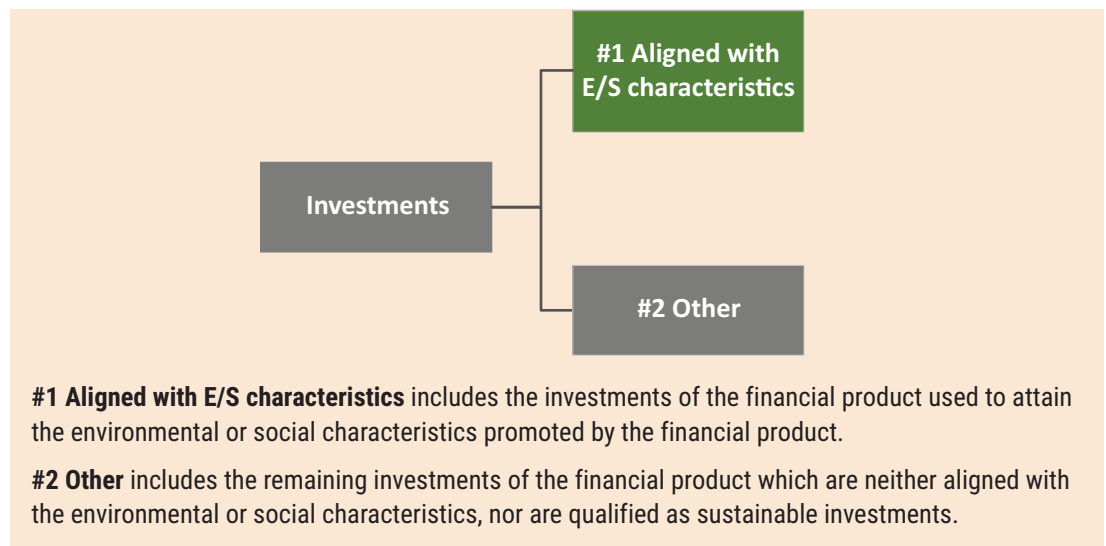 #1 Aligned with
E/S characteristics
Investments
#2 Other
#1 Aligned with E/S characteristics includes the investments of the financial product used to attain
the environmental or social characteristics promoted by the financial product.
#2 Other includes the remaining investments of the financial product which are neither aligned with
the environmental or social characteristics, nor are qualified as sustainable investments.